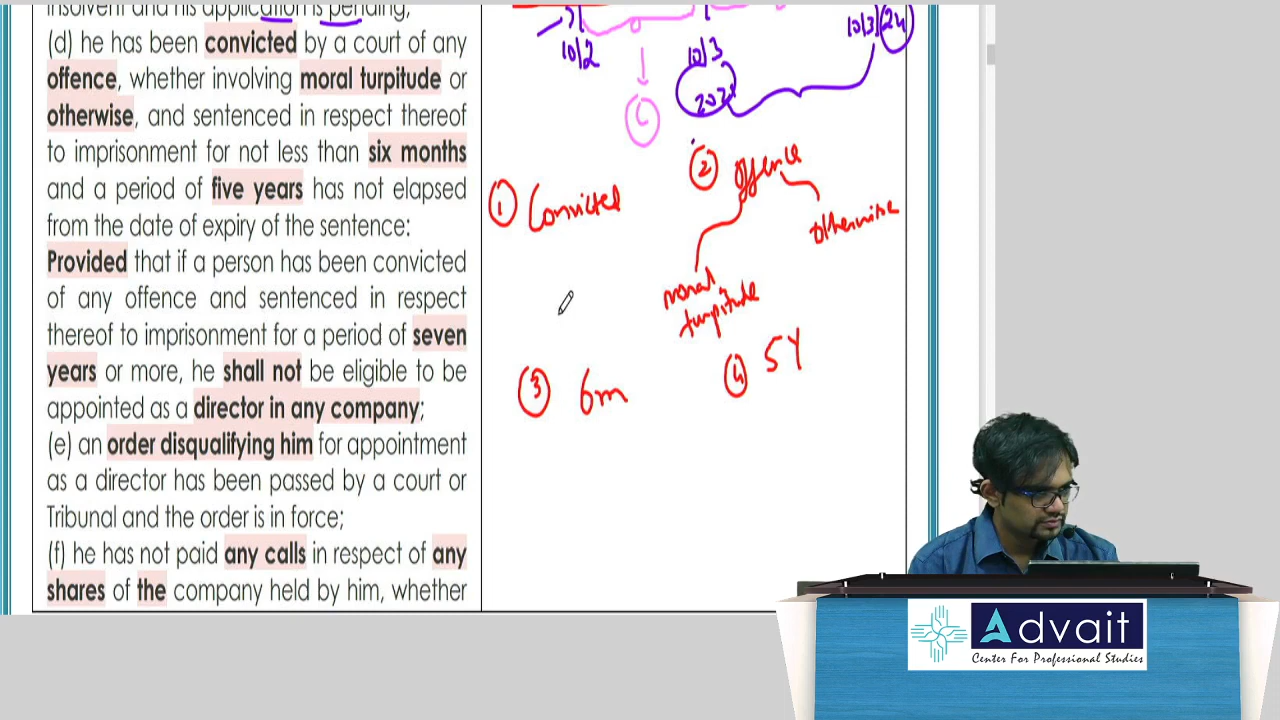 insolvent and his application is pending;
(d) he has been convicted by a court of any
offence, whether involving moral turpitude or
otherwise, and sentenced in respect thereof
to imprisonment for not less than six months
and a period of five years has not elapsed
from the date of expiry of the sentence:
Provided that if a person has been convicted
of any offence and sentenced in respect
thereof to imprisonment for a period of seven
years or more, he shall not be eligible to be
appointed as a director in any company;
(e) an order disqualifying him for appointment
as a director has been passed by a court or
Tribunal and the order is in force;
(f) he has not paid any calls in respect of any
shares of the company held by him, whether
10/2
10/3
10/3/24
① Convicted
② offence
otherwise
moral
turpitude
③ 6m
④ 5Y
Advait
Center For Professional Studies